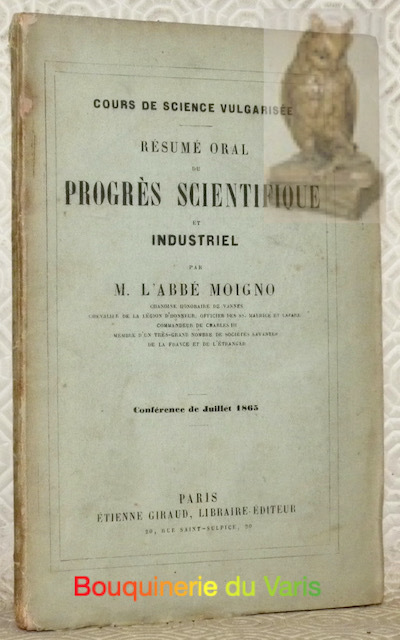 COURS DE SCIENCE VULGARISÉE
RÉSUMÉ ORAL
DU
PROGRÈS SCIENTIFIQUE
ET
INDUSTRIEL
PAR
M. L'ABBÉ MOIGNO
CHANOINE HONORAIRE DE VANNES
CHEVALIER DE LA LÉGION D'HONNEUR, OFFICIER DES SS. MAURICE ET LAZARE
COMMANDEUR DE CHARLES III
MEMBRE D'UN TRÈS-GRAND NOMBRE DE SOCIÉTÉS SAVANTES
DE LA FRANCE ET DE L'ÉTRANGER
Conférence de Juillet 1865
PARIS
ÉTIENNE GIRAUD, LIBRAIRE-ÉDITEUR
20, RUE SAINT-SULPICE, 20
Bouquinerie du Varis